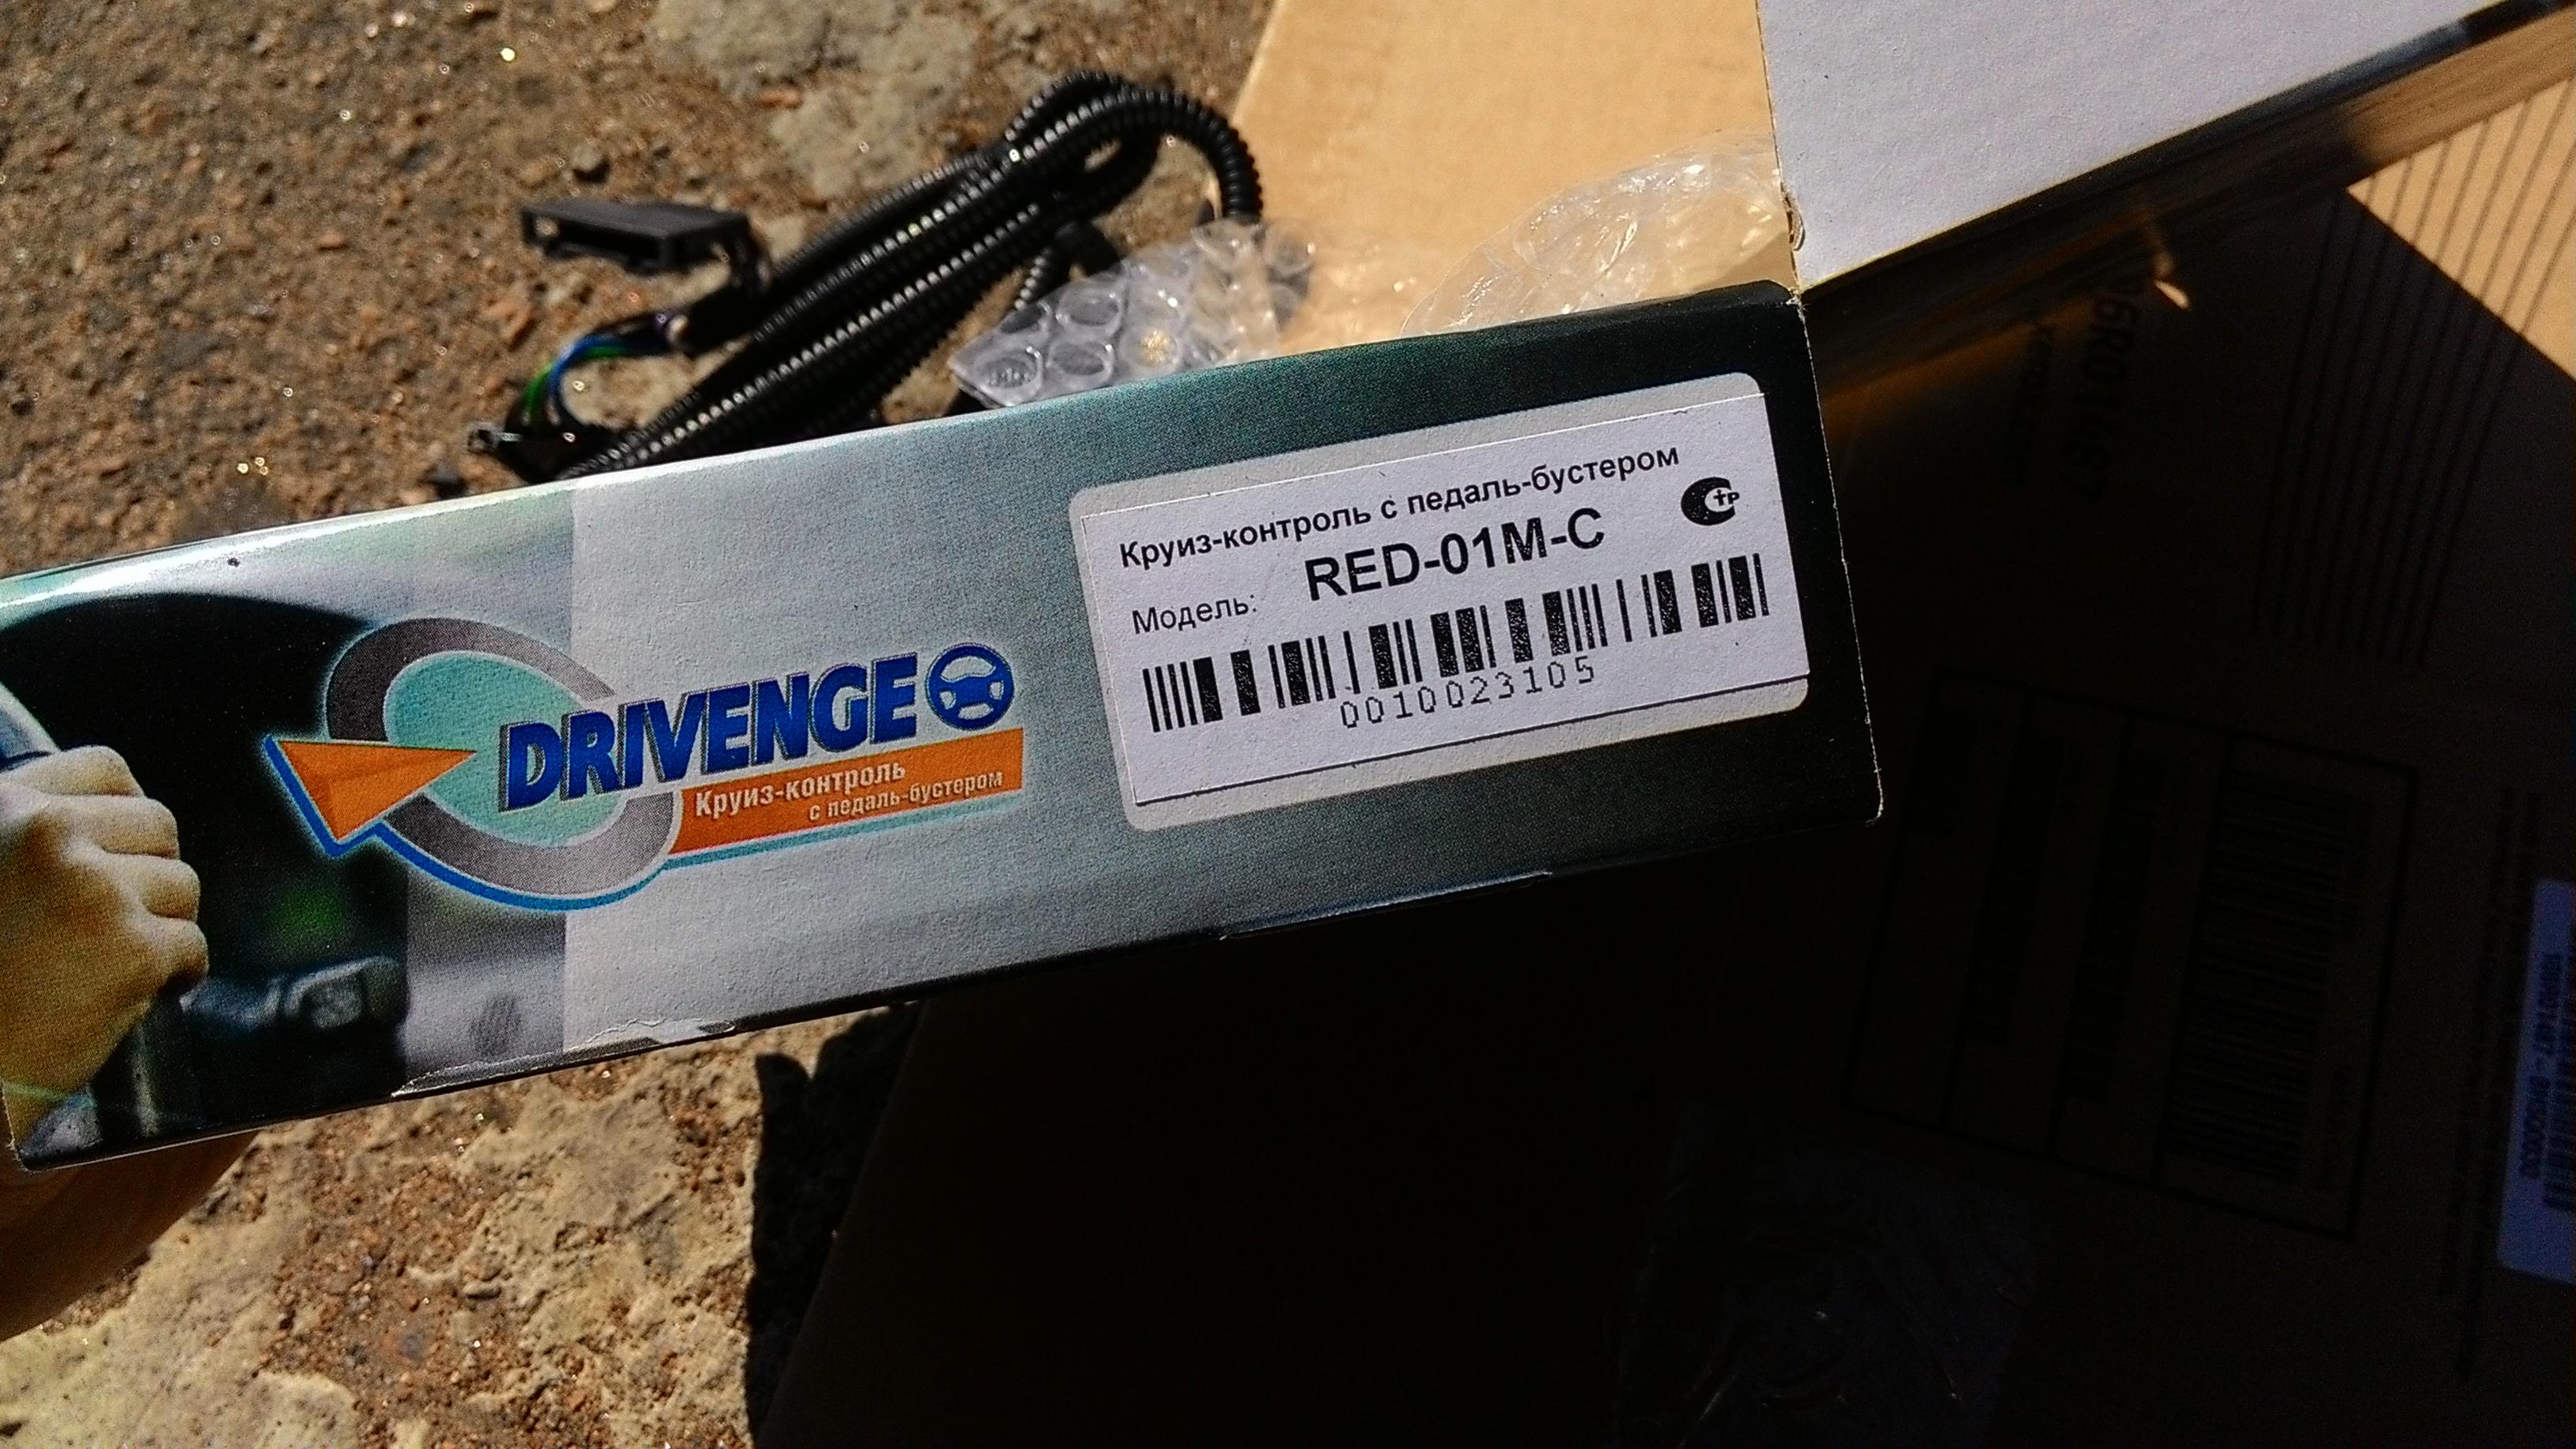 DRIVENGE
Круиз-контроль
с педаль-бустером
Круиз-контроль с педаль-бустером
Модель: RED-01M-C
0010023105